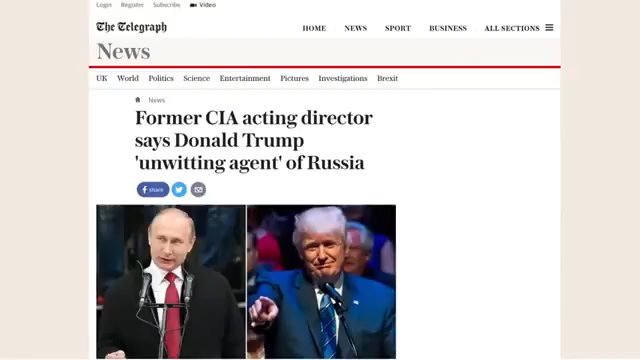 Login Register Subscribe Video
The Telegraph
HOME NEWS SPORT BUSINESS ALL SECTIONS
News
UK World Politics Science Entertainment Pictures Investigations Brexit
News
Former CIA acting director
says Donald Trump
'unwitting agent' of Russia
share